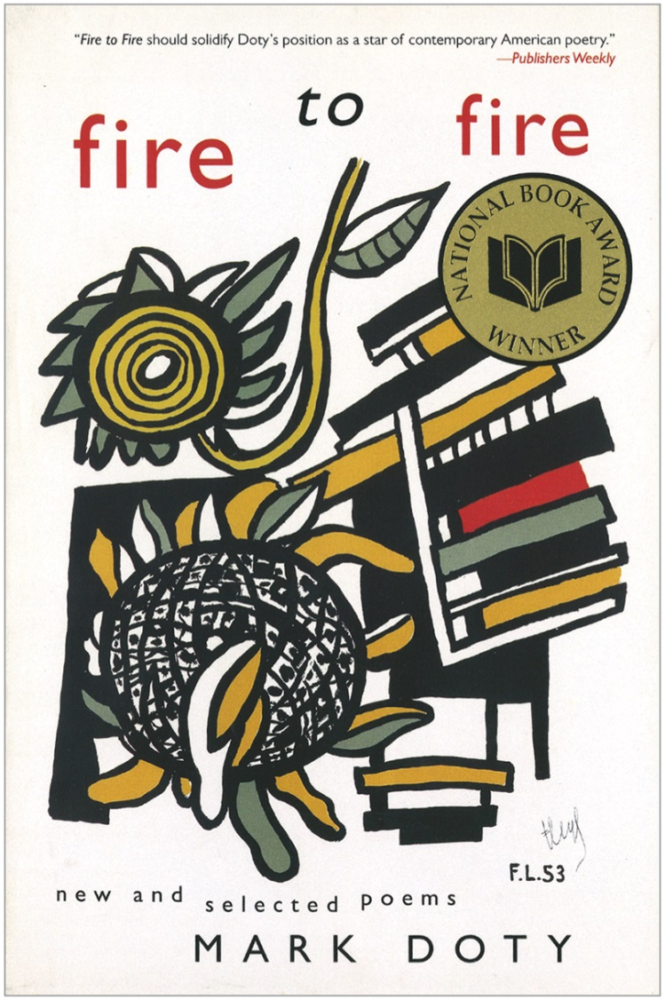 “Fire to Fire should solidify Doty’s position as a star of contemporary American poetry.”
—Publishers Weekly
fire to fire
NATIONAL BOOK AWARD
WINNER
F.L.53
new and selected poems
MARK DOTY